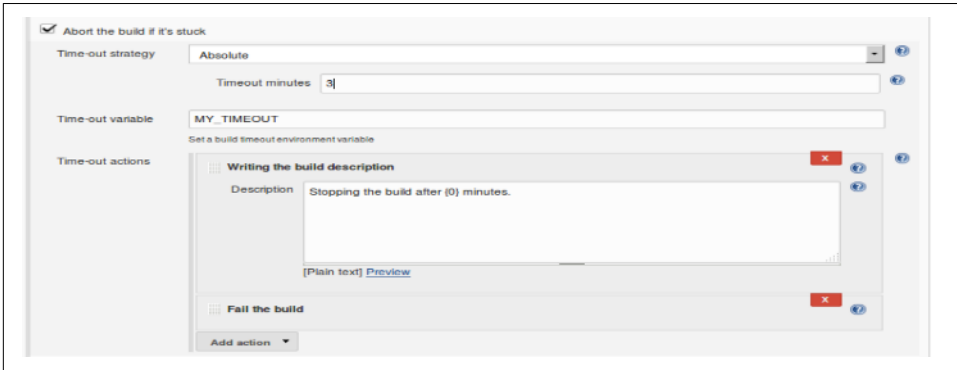 Abort the build if it's stuck
Time-out strategy Absolute
Timeout minutes 3
Time-out variable MY_TIMEOUT
Set a build timeout environment variable
Time-out actions
Writing the build description x
Description Stopping the build after {0} minutes.
[Plain text] Preview
Fail the build x
Add action